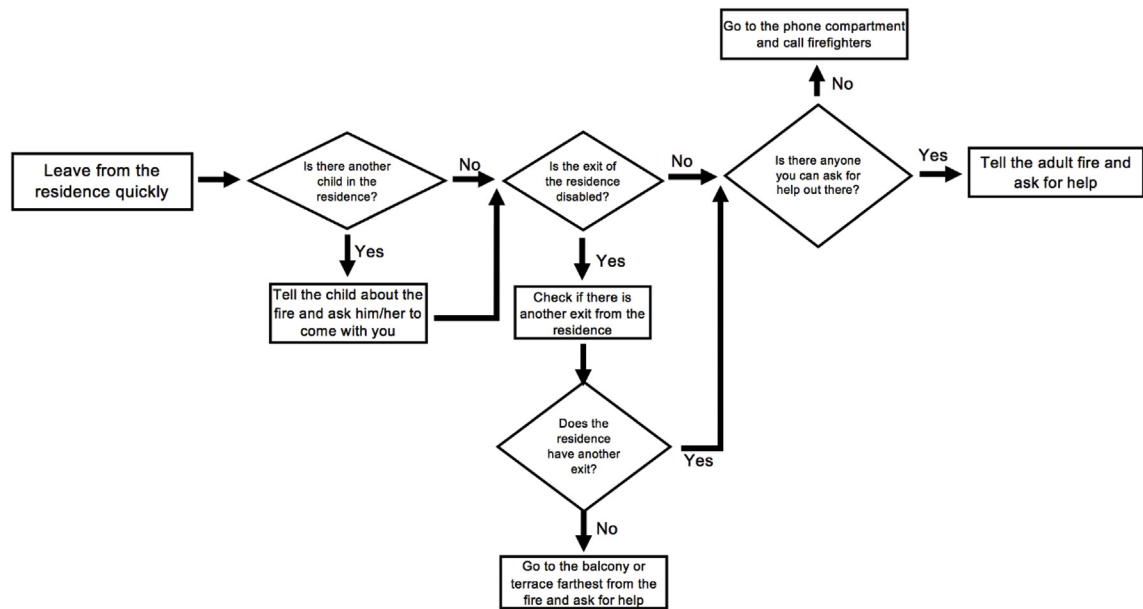 Go to the phone compartment
and call firefighters
No
Leave from the
residence quickly
Is there another
child in the
residence?
No
Is the exit of
the residence
disabled?
No
Is there anyone
you can ask for
help out there?
Yes
Tell the adult fire and
ask for help
Yes
Tell the child about the
fire and ask him/her to
come with you
Yes
Check if there is
another exit from the
residence
Does the
residence
have another
exit?
Yes
No
Go to the balcony or
terrace farthest from the
fire and ask for help